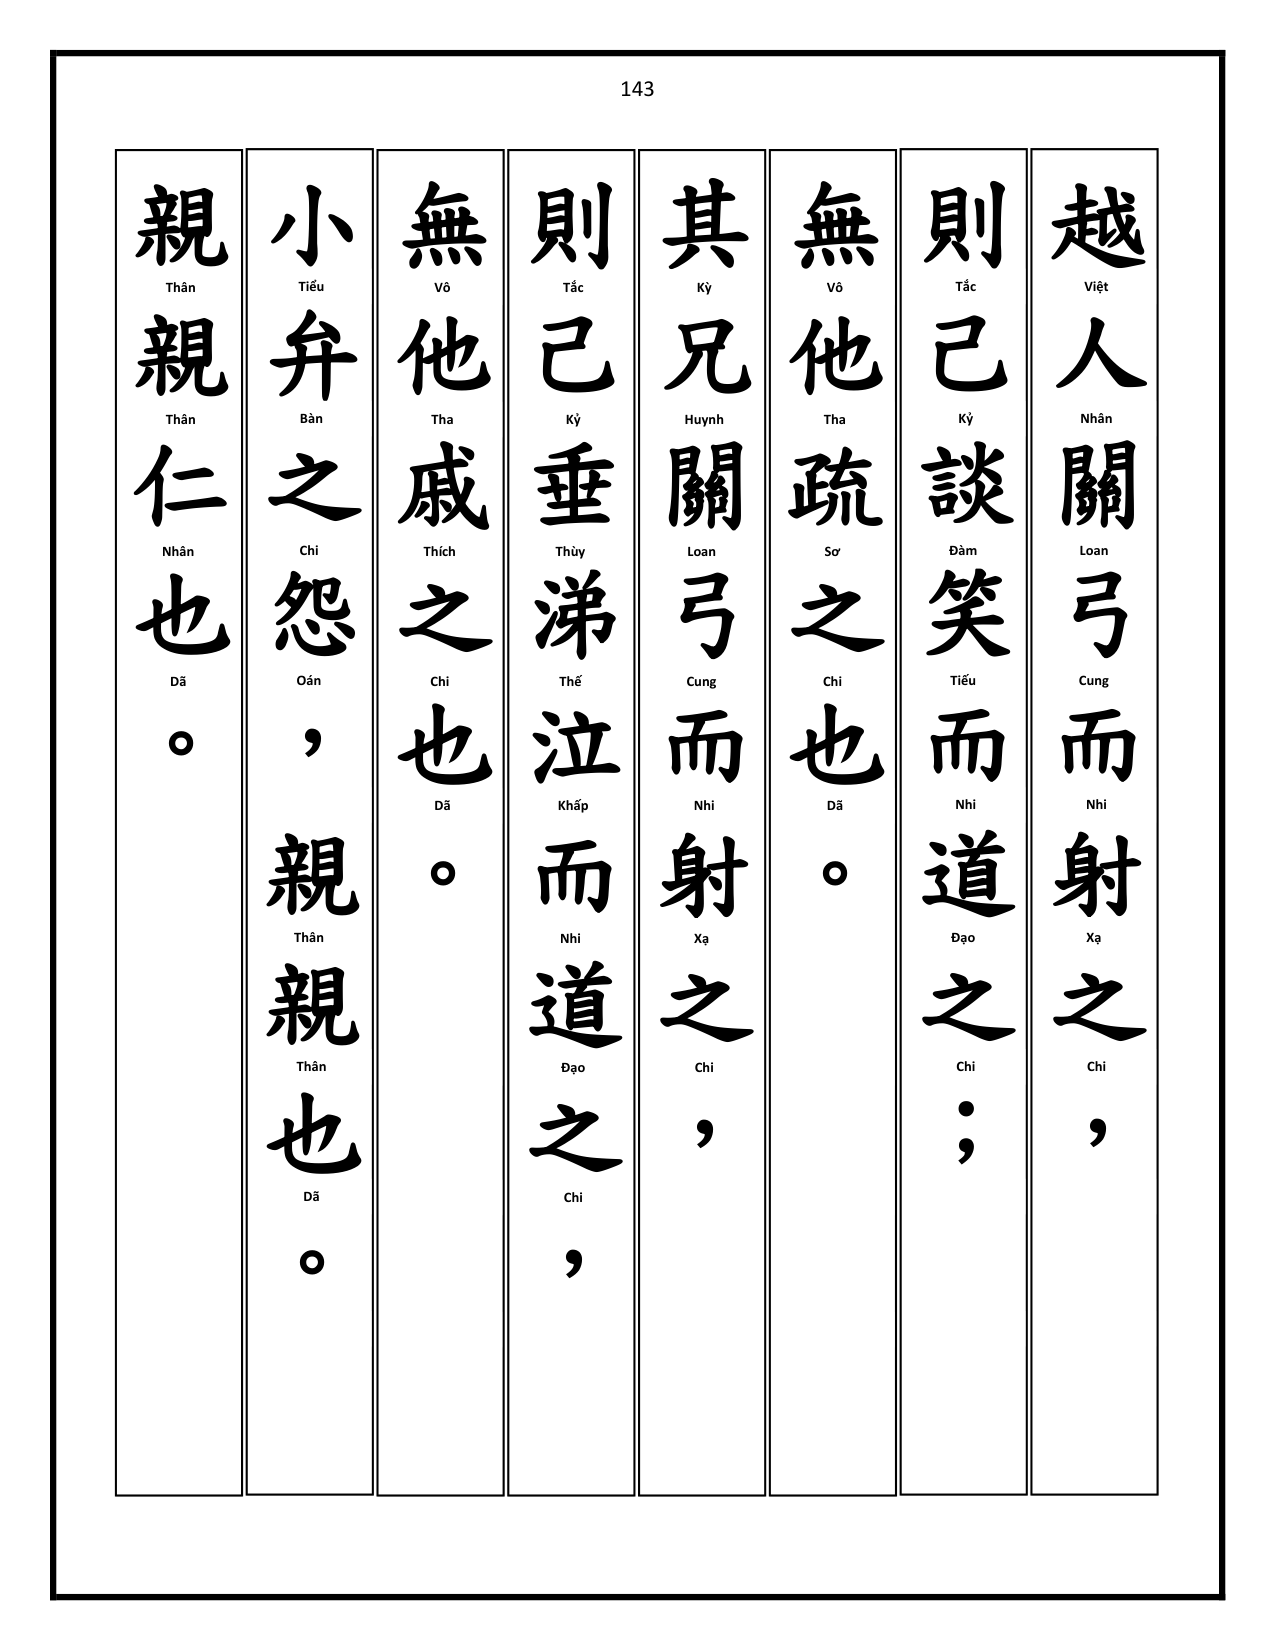 143
越人關弓而射之，
Việt Nhân Loan Cung Nhi Xạ Chi
則己談笑而道之；
Tắc Kỷ Đàm Tiếu Nhi Đạo Chi
無他疏之也。
Vô Tha Sơ Chi Dã
其兄關弓而射之，
Kỳ Huynh Loan Cung Nhi Xạ Chi
則己垂涕泣而道之，
Tắc Kỷ Thùy Thế Khấp Nhi Đạo Chi
無他戚之也。
Vô Tha Thích Chi Dã
小弁之怨，親親也。
Tiểu Bàn Chi Oán Thân Thân Dã
親親仁也。
Thân Thân Nhân Dã